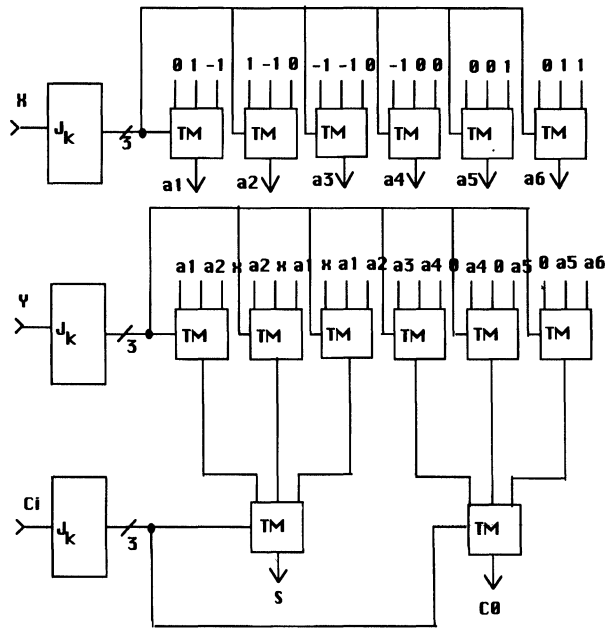 0 1 -1 1 -1 0 -1 -1 0 -1 0 0 0 0 1 0 1 1
X
Jk
3
TM TM TM TM TM TM
a1 a2 a3 a4 a5 a6
a1 a2 x a2 x a1 x a1 a2 a3 a4 0 a4 0 a5 0 a5 a6
Y
Jk
3
TM TM TM TM TM TM
Ci
Jk
3
TM TM
S
C0